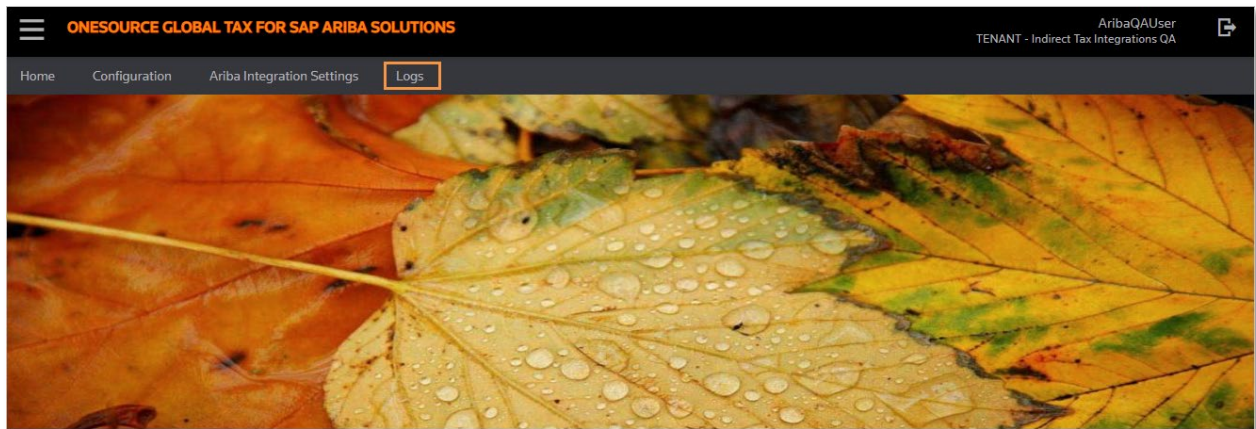 ONESOURCE GLOBAL TAX FOR SAP ARIBA SOLUTIONS
AribaQAUser
TENANT - Indirect Tax Integrations QA
Home Configuration Ariba Integration Settings Logs